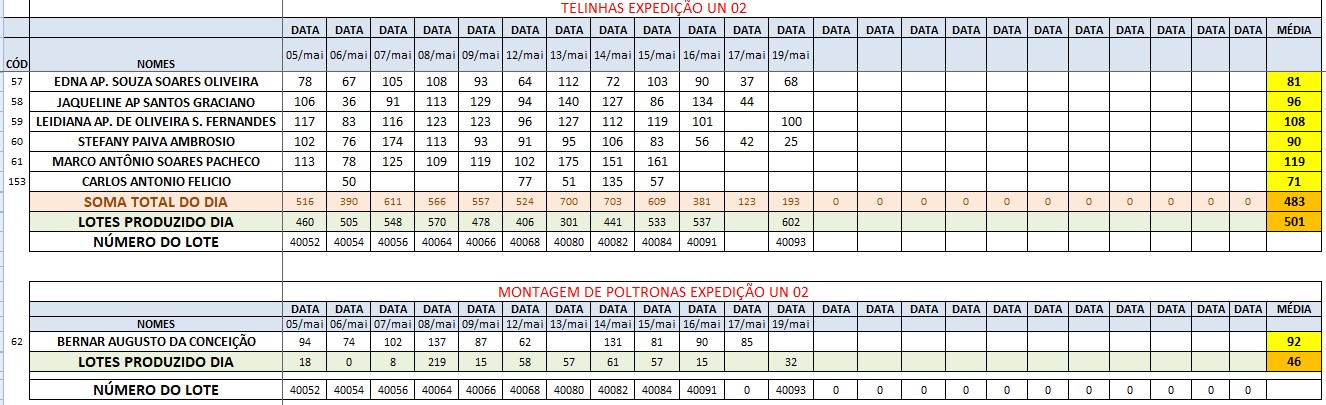 TELINHAS EXPEDIÇÃO UN 02
DATA DATA DATA DATA DATA DATA DATA DATA DATA DATA DATA DATA DATA DATA DATA DATA DATA DATA DATA DATA DATA DATA MÉDIA
CÓD NOMES 05/mai 06/mai 07/mai 08/mai 09/mai 12/mai 13/mai 14/mai 15/mai 16/mai 17/mai 19/mai
57 EDNA AP. SOUZA SOARES OLIVEIRA 78 67 105 108 93 64 112 72 103 90 37 68 81
58 JAQUELINE AP SANTOS GRACIANO 106 36 91 113 129 94 140 127 86 134 44 96
59 LEIDIANA AP. DE OLIVEIRA S. FERNANDES 117 83 116 123 123 96 127 112 119 101 100 108
60 STEFANY PAIVA AMBROSIO 102 76 174 113 93 91 95 106 83 56 42 25 90
61 MARCO ANTÔNIO SOARES PACHECO 113 78 125 109 119 102 175 151 161 119
153 CARLOS ANTONIO FELICIO 50 77 51 135 57 71
SOMA TOTAL DO DIA 516 390 611 566 557 524 700 703 609 381 123 193 0 0 0 0 0 0 0 0 0 0 483
LOTES PRODUZIDO DIA 460 505 548 570 478 406 301 441 533 537 602 501
NÚMERO DO LOTE 40052 40054 40056 40064 40066 40068 40080 40082 40084 40091 40093
MONTAGEM DE POLTRONAS EXPEDIÇÃO UN 02
DATA DATA DATA DATA DATA DATA DATA DATA DATA DATA DATA DATA DATA DATA DATA DATA DATA DATA DATA DATA DATA DATA MÉDIA
NOMES 05/mai 06/mai 07/mai 08/mai 09/mai 12/mai 13/mai 14/mai 15/mai 16/mai 17/mai 19/mai
62 BERNAR AUGUSTO DA CONCEIÇÃO 94 74 102 137 87 62 131 81 90 85 92
LOTES PRODUZIDO DIA 18 0 8 219 15 58 57 61 57 15 32 46
NÚMERO DO LOTE 40052 40054 40056 40064 40066 40068 40080 40082 40084 40091 0 40093 0 0 0 0 0 0 0 0 0 0